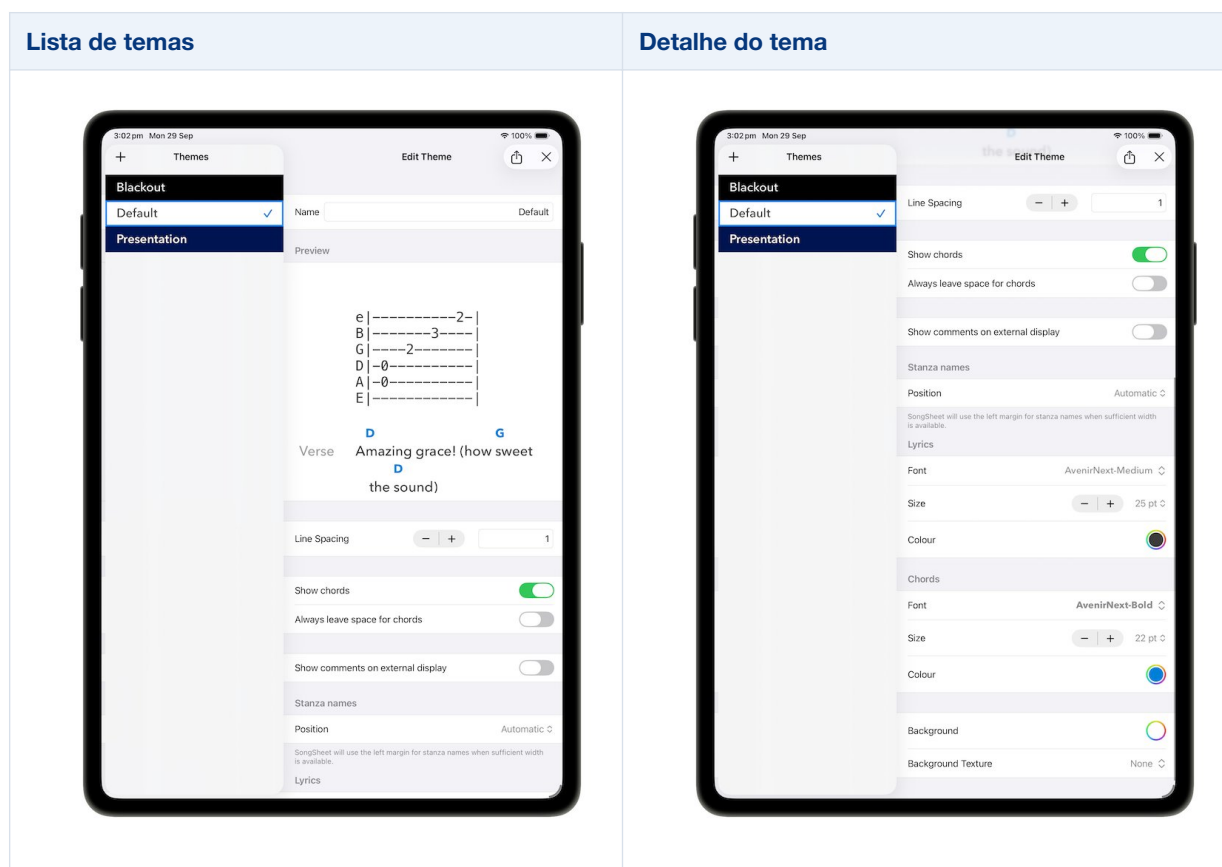 Lista de temas
Detalhe do tema
3:02 pm Mon 29 Sep
100%
+ Themes
Edit Theme
Blackout
Default
Presentation
Name Default
Preview
e|----------2-|
B|-------3----|
G|----2-------|
D|-0----------|
A|-0----------|
E|------------|
D G
Verse Amazing grace! (how sweet
D
the sound)
Line Spacing - + 1
Show chords
Always leave space for chords
Show comments on external display
Stanza names
Position Automatic
SongSheet will use the left margin for stanza names when sufficient width
is available.
Lyrics
3:02 pm Mon 29 Sep
D
100%
+ Themes
the sound)
Edit Theme
Blackout
Default
Presentation
Line Spacing - + 1
Show chords
Always leave space for chords
Show comments on external display
Stanza names
Position Automatic
SongSheet will use the left margin for stanza names when sufficient width
is available.
Lyrics
Font AvenirNext-Medium
Size - + 25 pt
Colour
Chords
Font AvenirNext-Bold
Size - + 22 pt
Colour
Background
Background Texture None